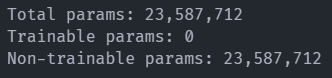 Total params: 23,587,712
Trainable params: 0
Non-trainable params: 23,587,712